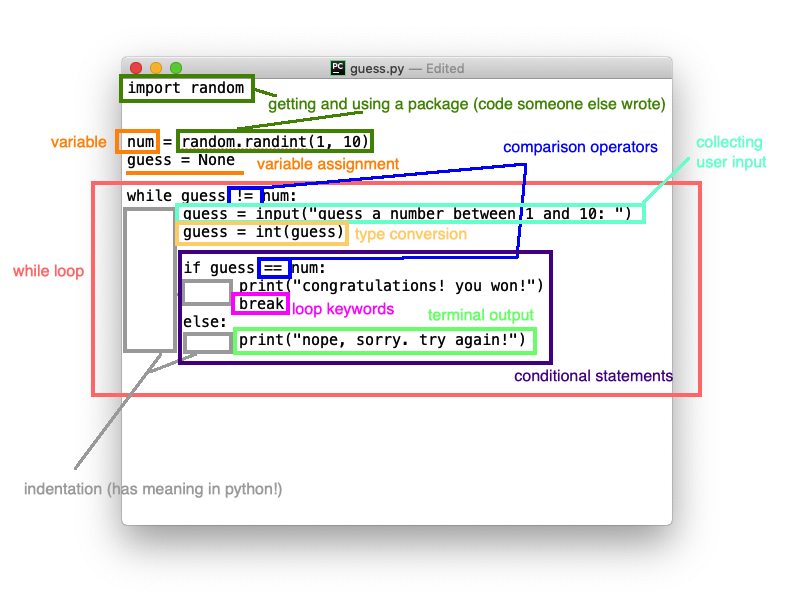 PC guess.py — Edited
import random
getting and using a package (code someone else wrote)
variable
num = random.randint(1, 10)
guess = None
variable assignment
comparison operators
collecting
user input
while guess != num:
guess = input("guess a number between 1 and 10: ")
guess = int(guess)
type conversion
while loop
if guess == num:
print("congratulations! you won!")
break
loop keywords
else:
terminal output
print("nope, sorry. try again!")
conditional statements
indentation (has meaning in python!)